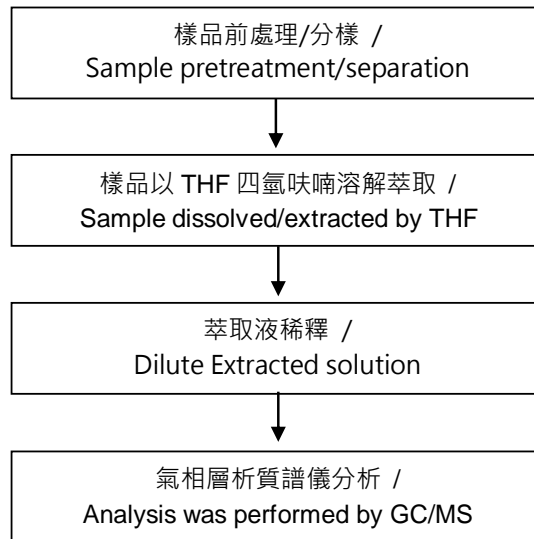 樣品前處理/分樣 /
Sample pretreatment/separation
樣品以 THF 四氫呋喃溶解萃取 /
Sample dissolved/extracted by THF
萃取液稀釋 /
Dilute Extracted solution
氣相層析質譜儀分析 /
Analysis was performed by GC/MS